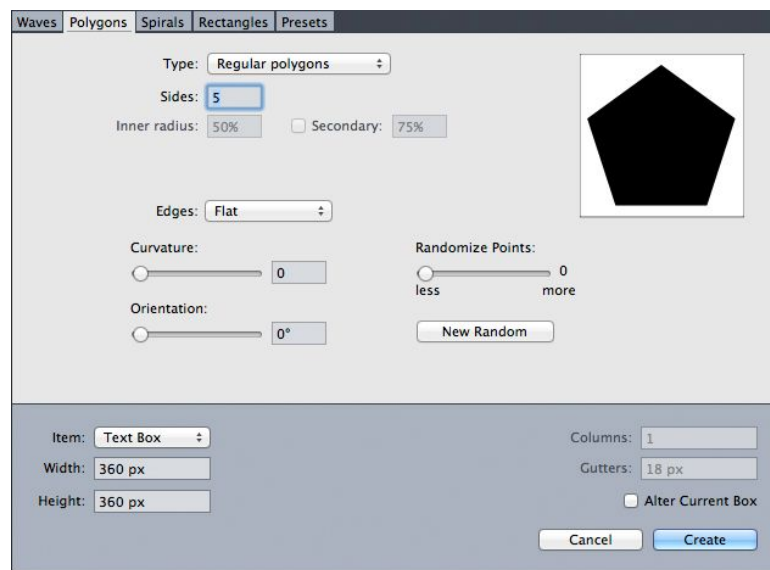 Waves Polygons Spirals Rectangles Presets
Type: Regular polygons
Sides: 5
Inner radius: 50% Secondary: 75%
Edges: Flat
Curvature: Randomize Points:
0 0
less more
Orientation:
0° New Random
Item: Text Box Columns: 1
Width: 360 px Gutters: 18 px
Height: 360 px Alter Current Box
Cancel Create